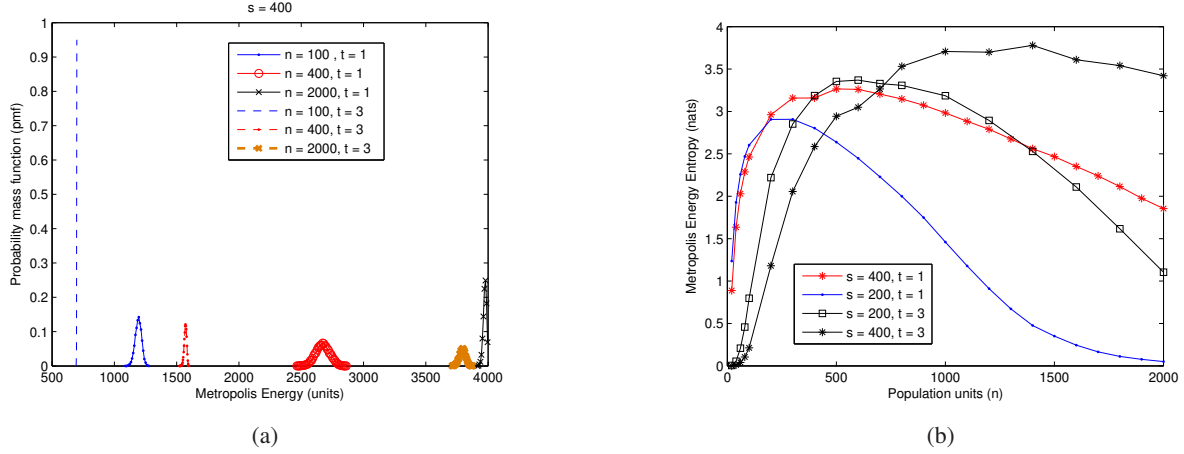 s = 400
1
0.9
0.8
0.7
0.6
0.5
0.4
0.3
0.2
0.1
0
Probability mass function (pmf)
n = 100 , t = 1
n = 400, t = 1
n = 2000, t = 1
n = 100, t = 3
n = 400, t = 3
n = 2000, t = 3
500 1000 1500 2000 2500 3000 3500 4000
Metropolis Energy (units)
(a)
4
3.5
3
2.5
2
1.5
1
0.5
0
Metropolis Energy Entropy (nats)
s = 400, t = 1
s = 200, t = 1
s = 200, t = 3
s = 400, t = 3
0 500 1000 1500 2000
Population units (n)
(b)